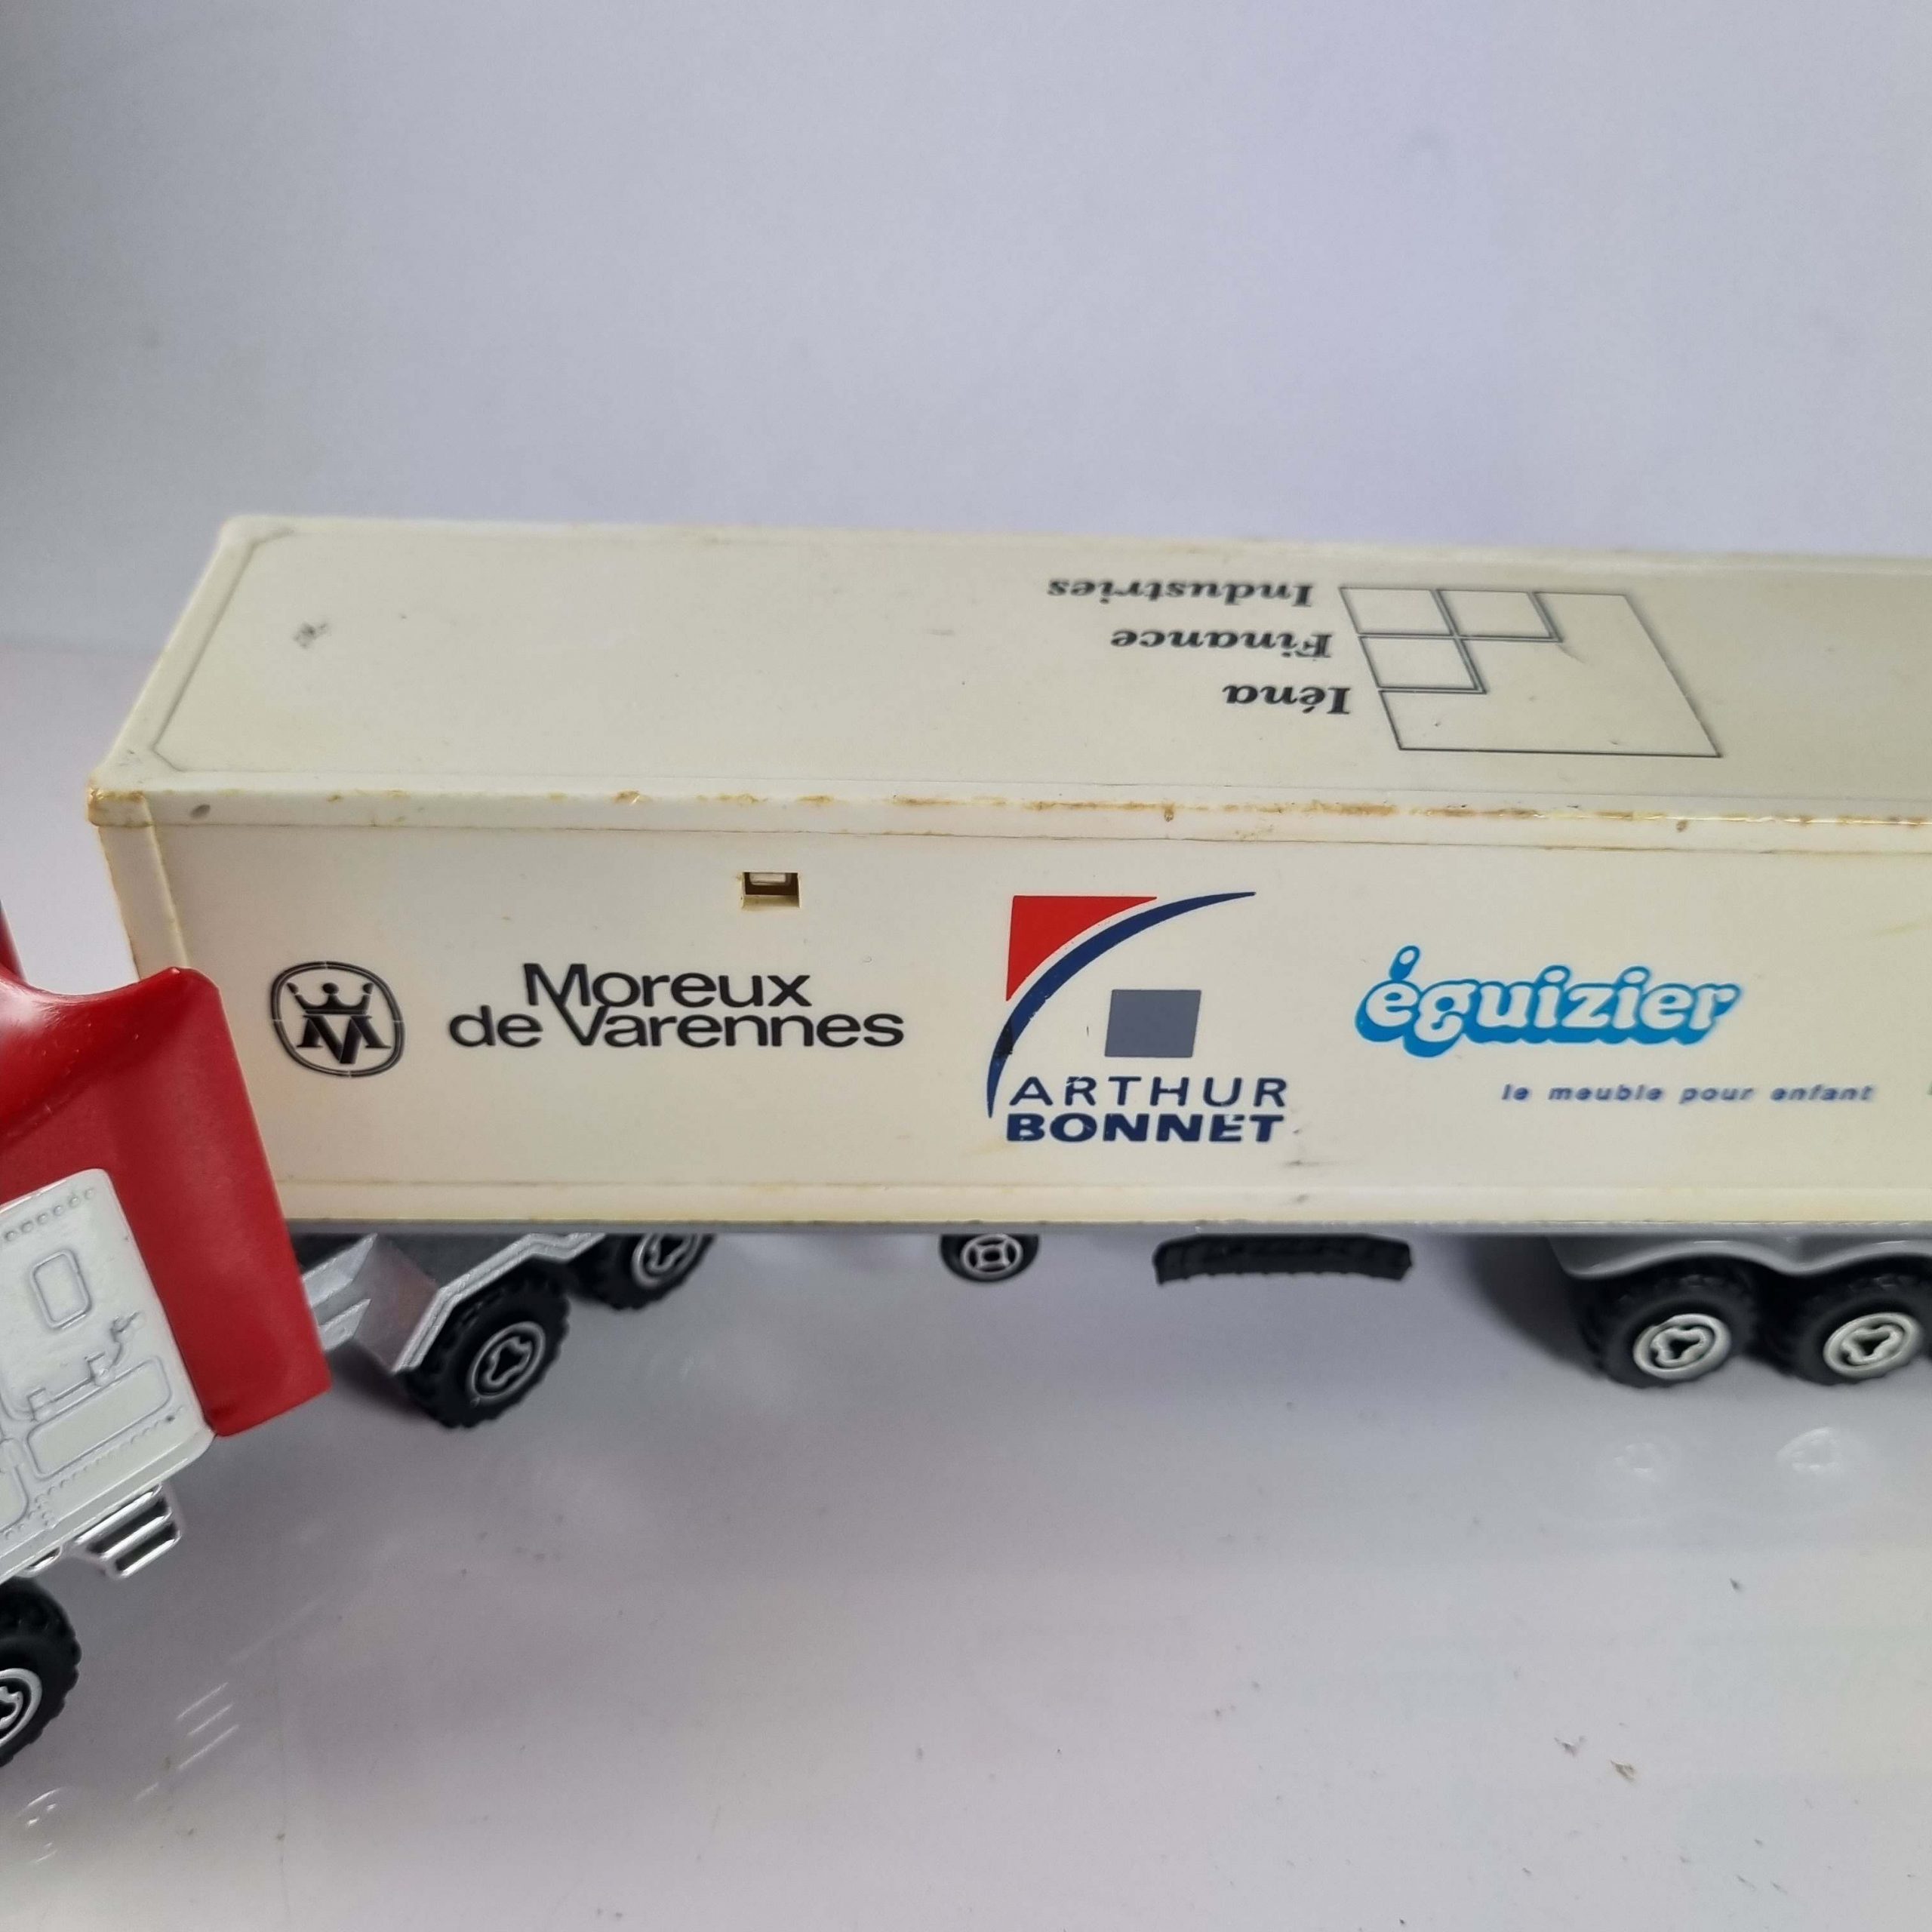 Iéna
Finance
Industries
Moreux
de Varennes
ARTHUR
BONNET
éguizier
le meuble pour enfant